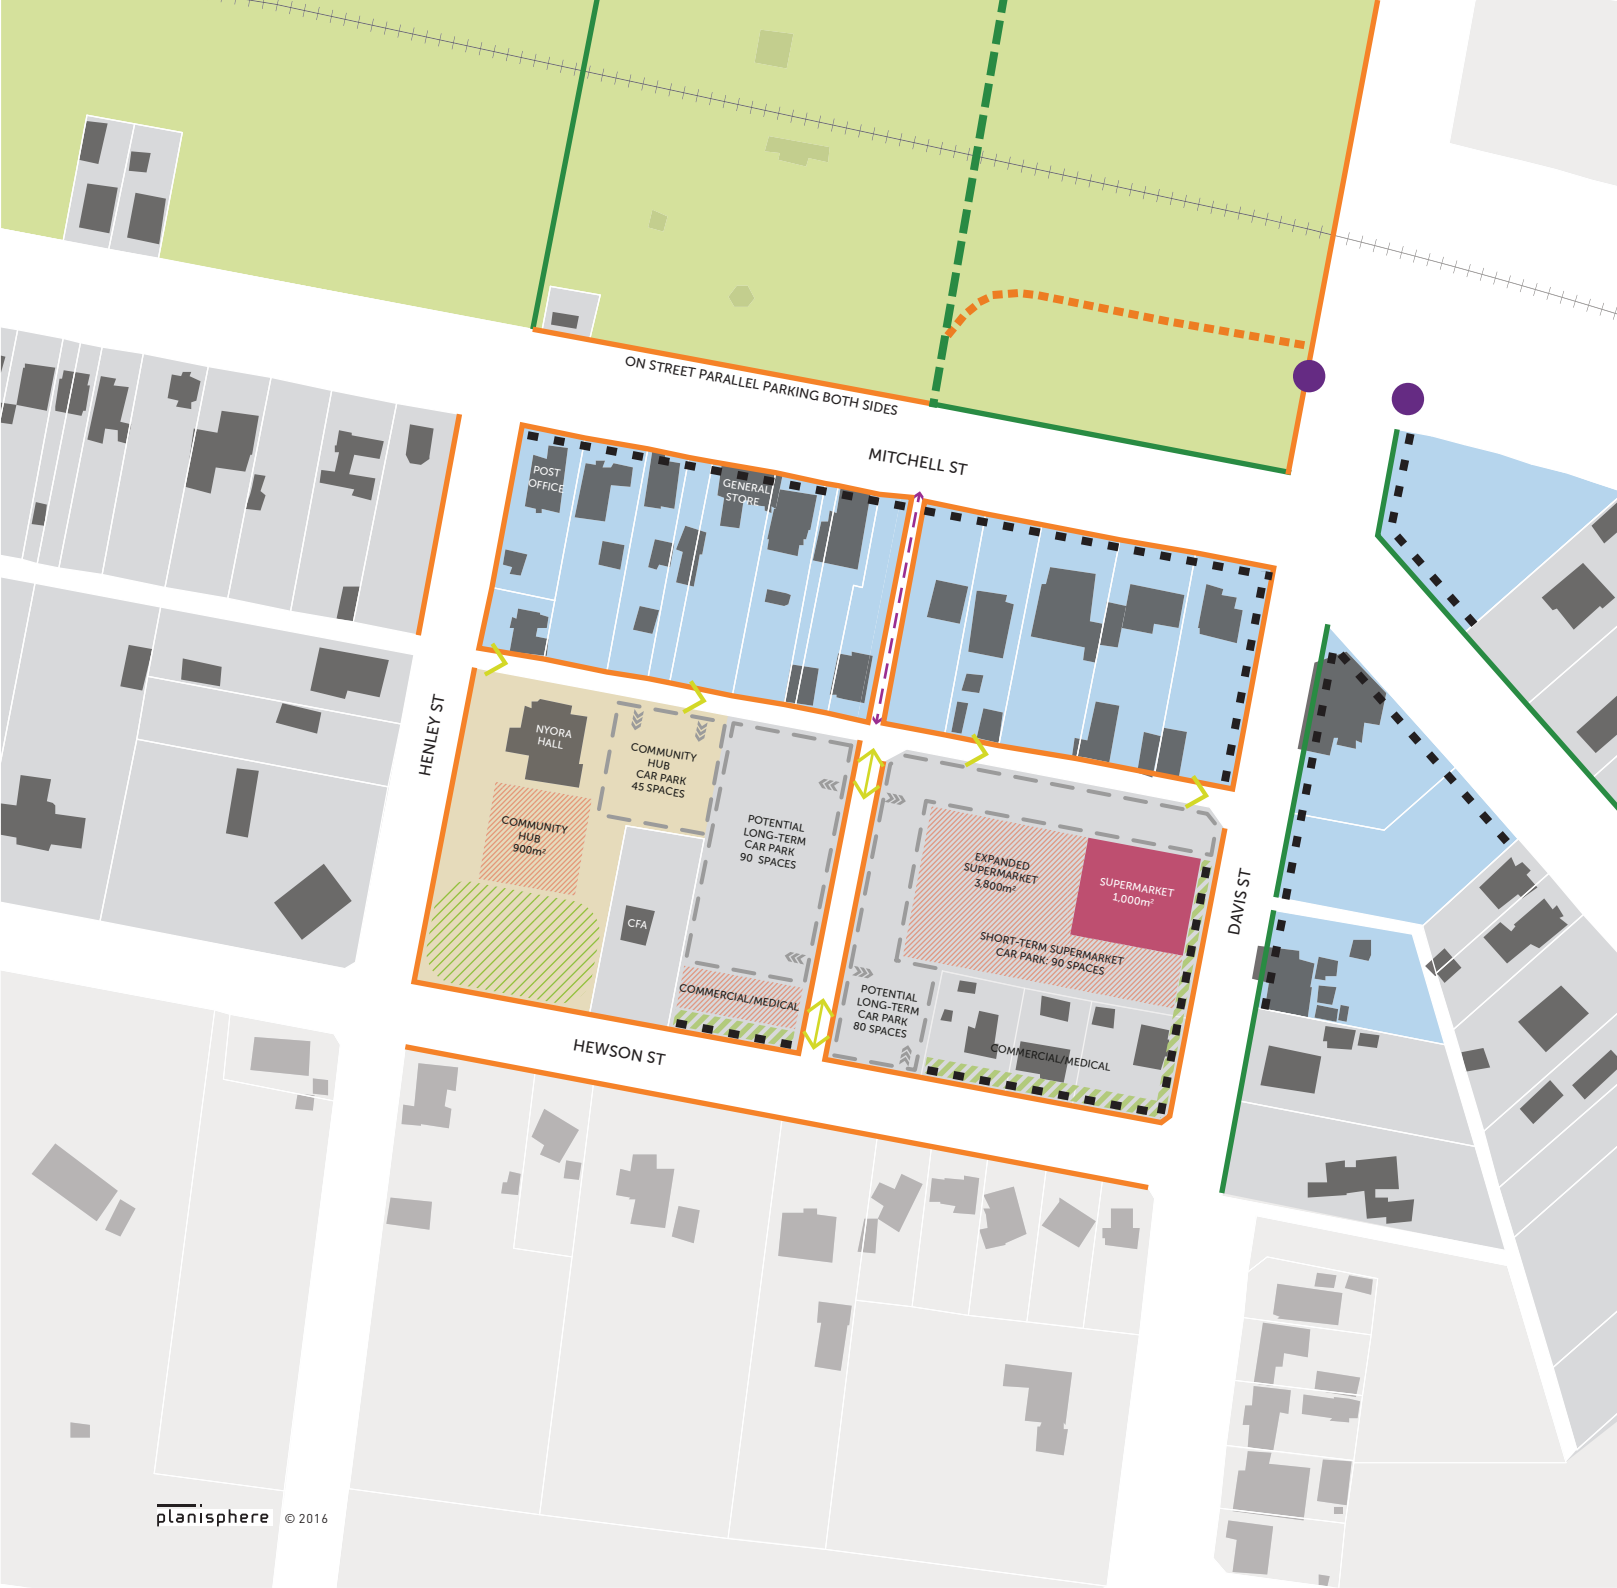 ON STREET PARALLEL PARKING BOTH SIDES
MITCHELL ST
POST
OFFICE
GENERAL
STORE
HENLEY ST
NYORA
HALL
COMMUNITY
HUB
CAR PARK
45 SPACES
COMMUNITY
HUB
900m²
POTENTIAL
LONG-TERM
CAR PARK
90 SPACES
CFA
COMMERCIAL/MEDICAL
EXPANDED
SUPERMARKET
3,800m²
SUPERMARKET
1,000m²
SHORT-TERM SUPERMARKET
CAR PARK: 90 SPACES
POTENTIAL
LONG-TERM
CAR PARK
80 SPACES
COMMERCIAL/MEDICAL
DAVIS ST
HEWSON ST
planisphere © 2016